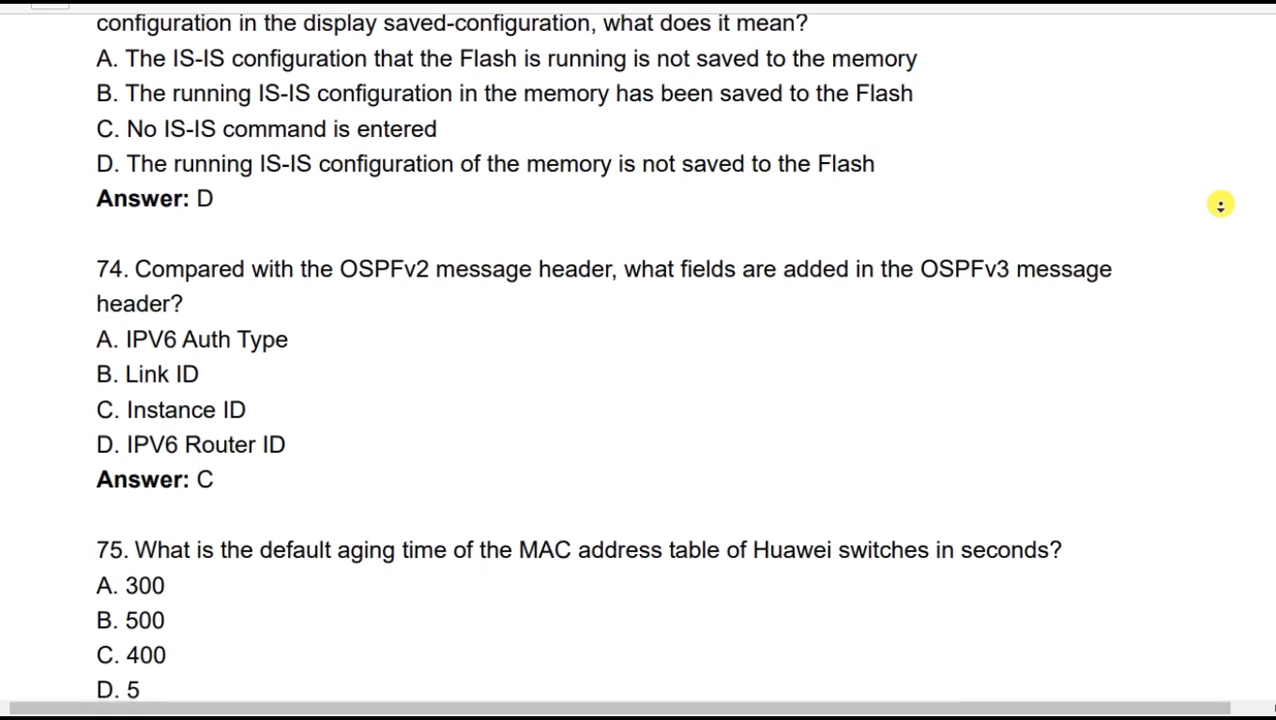 configuration in the display saved-configuration, what does it mean?
A. The IS-IS configuration that the Flash is running is not saved to the memory
B. The running IS-IS configuration in the memory has been saved to the Flash
C. No IS-IS command is entered
D. The running IS-IS configuration of the memory is not saved to the Flash
Answer: D
74. Compared with the OSPFv2 message header, what fields are added in the OSPFv3 message
header?
A. IPV6 Auth Type
B. Link ID
C. Instance ID
D. IPV6 Router ID
Answer: C
75. What is the default aging time of the MAC address table of Huawei switches in seconds?
A. 300
B. 500
C. 400
D. 5